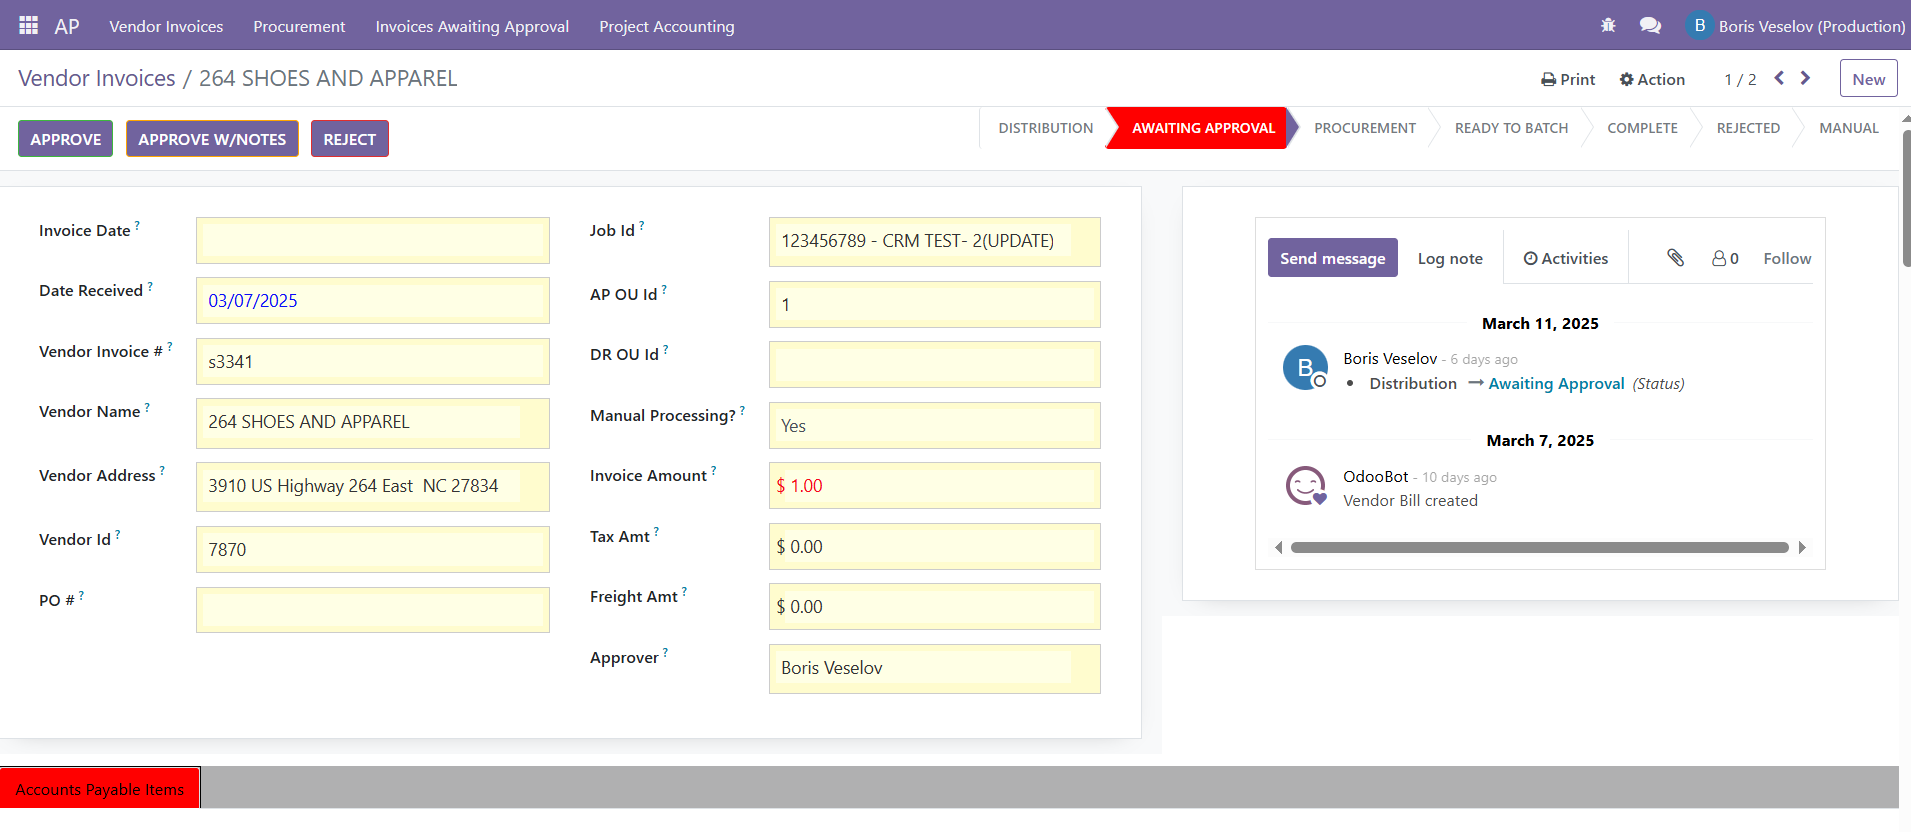 AP Vendor Invoices Procurement Invoices Awaiting Approval Project Accounting B Boris Veselov (Production)
Vendor Invoices / 264 SHOES AND APPAREL Print Action 1 / 2 New
APPROVE APPROVE W/NOTES REJECT DISTRIBUTION AWAITING APPROVAL PROCUREMENT READY TO BATCH COMPLETE REJECTED MANUAL
Invoice Date ?
Date Received ? 03/07/2025
Vendor Invoice # ? s3341
Vendor Name ? 264 SHOES AND APPAREL
Vendor Address ? 3910 US Highway 264 East  NC 27834
Vendor Id ? 7870
PO # ?
Job Id ? 123456789 - CRM TEST- 2(UPDATE)
AP OU Id ? 1
DR OU Id ?
Manual Processing? ? Yes
Invoice Amount ? $ 1.00
Tax Amt ? $ 0.00
Freight Amt ? $ 0.00
Approver ? Boris Veselov
Send message Log note Activities 0 Follow
March 11, 2025
B Boris Veselov - 6 days ago
• Distribution → Awaiting Approval (Status)
March 7, 2025
OdooBot - 10 days ago
Vendor Bill created
Accounts Payable Items